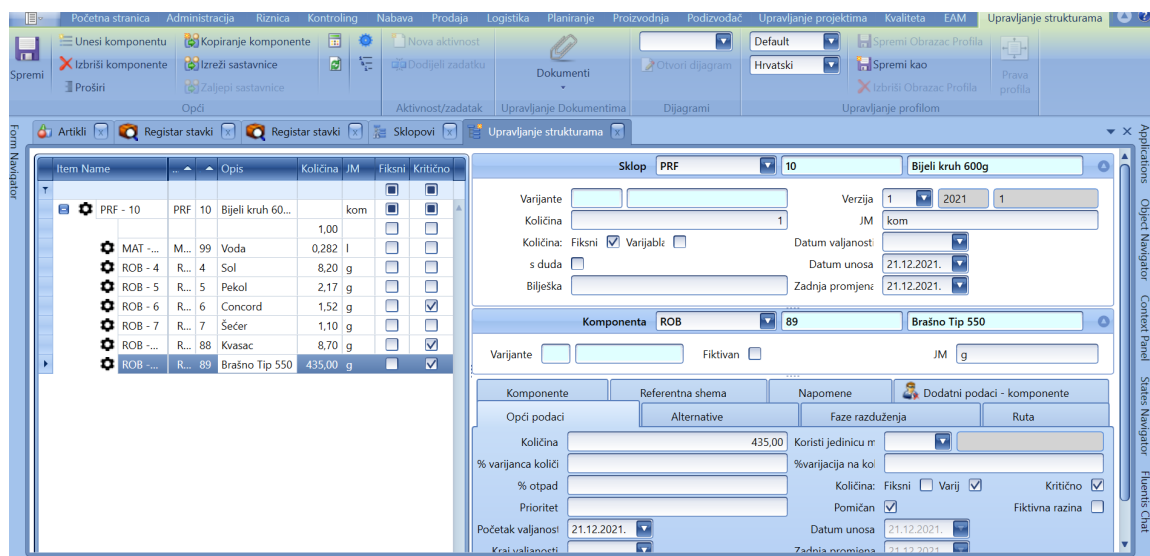 Početna stranica Administracija Riznica Kontroling Nabava Prodaja Logistika Planiranje Proizvodnja Podizvođač Upravljanje projektima Kvaliteta EAM Upravljanje strukturama
Spremi
Unesi komponentu Kopiranje komponente
Izbriši komponente Izreži sastavnice
Proširi Zaljepi sastavnice
Opći
Nova aktivnost
Dodijeli zadatku
Aktivnost/zadatak
Dokumenti
Upravljanje Dokumentima
Otvori dijagram
Dijagrami
Default Spremi Obrazac Profila
Hrvatski Spremi kao
Izbriši Obrazac Profila
Prava profila
Upravljanje profilom
Form Navigator
Artikli Registar stavki Registar stavki Sklopovi Upravljanje strukturama
Item Name .. Opis Količina JM Fiksni Kritično
PRF - 10 PRF 10 Bijeli kruh 60... kom
1,00
MAT -... M... 99 Voda 0,282 l
ROB - 4 R... 4 Sol 8,20 g
ROB - 5 R... 5 Pekol 2,17 g
ROB - 6 R... 6 Concord 1,52 g
ROB - 7 R... 7 Šećer 1,10 g
ROB -... R... 88 Kvasac 8,70 g
ROB -... R... 89 Brašno Tip 550 435,00 g
Sklop PRF 10 Bijeli kruh 600g
Varijante Verzija 1 2021 1
Količina 1 JM kom
Količina: Fiksni Varijabla Datum valjanosti
s duda Datum unosa 21.12.2021.
Bilješka Zadnja promjena 21.12.2021.
Komponenta ROB 89 Brašno Tip 550
Varijante Fiktivan JM g
Komponente Referentna shema Napomene Dodatni podaci - komponente
Opći podaci Alternative Faze razduženja Ruta
Količina 435,00 Koristi jedinicu m
% varijanca količi %varijacija na kol
% otpad Količina: Fiksni Varij Kritično
Prioritet Pomičan Fiktivna razina
Početak valjanost 21.12.2021. Datum unosa 21.12.2021.
Kraj valjanosti Zadnja promjena 21.12.2021.
Applications
Object Navigator
Context Panel
States Navigator
Fluentis Chat